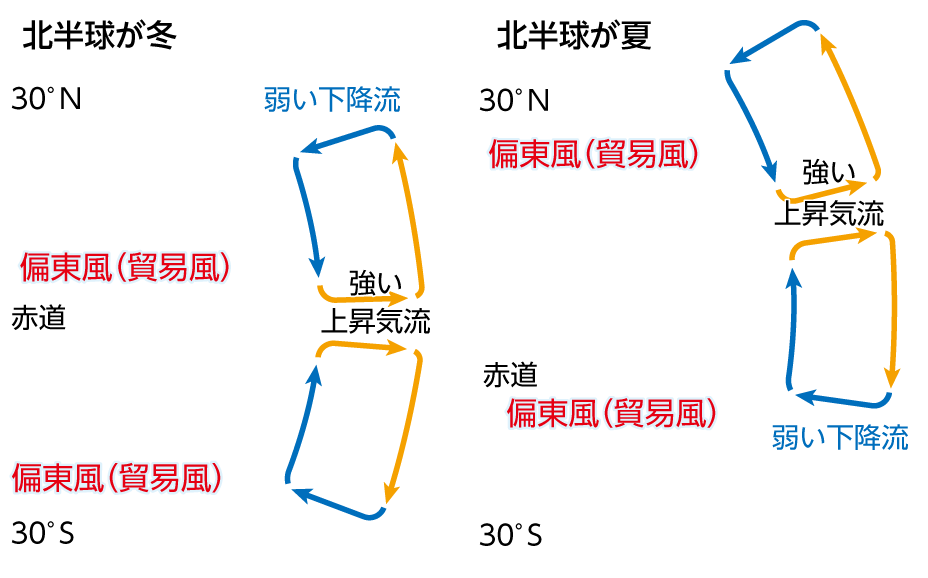 北半球が冬
30°N
弱い下降流
偏東風(貿易風)
強い
上昇気流
赤道
偏東風(貿易風)
30°S
北半球が夏
30°N
偏東風(貿易風)
強い
上昇気流
赤道
偏東風(貿易風)
弱い下降流
30°S